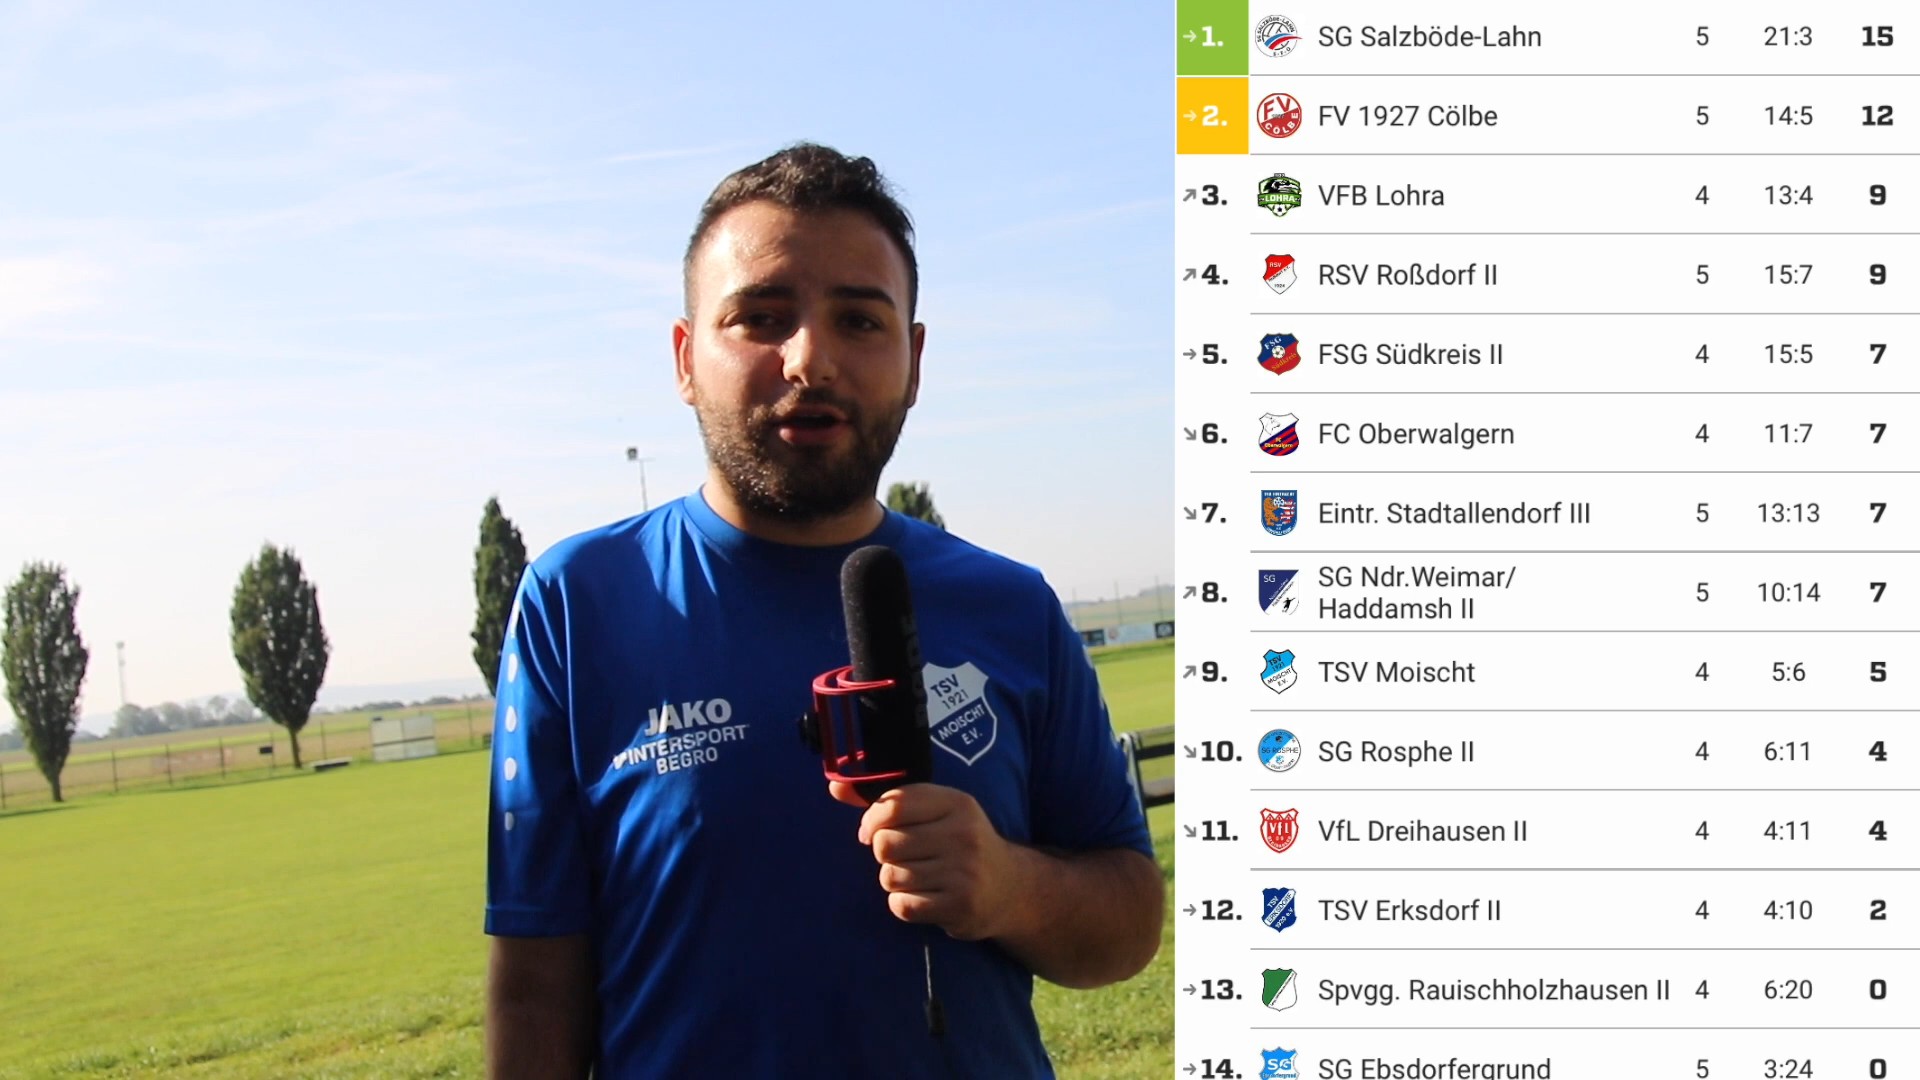 JAKO
INTERSPORT
BEGRO
TSV
1921
MOISCHT
E.V.
1. SG Salzböde-Lahn 5 21:3 15
2. FV 1927 Cölbe 5 14:5 12
3. VFB Lohra 4 13:4 9
4. RSV Roßdorf II 5 15:7 9
5. FSG Südkreis II 4 15:5 7
6. FC Oberwalgern 4 11:7 7
7. Eintr. Stadtallendorf III 5 13:13 7
8. SG Ndr.Weimar/
Haddamsh II 5 10:14 7
9. TSV Moischt 4 5:6 5
10. SG Rosphe II 4 6:11 4
11. VfL Dreihausen II 4 4:11 4
12. TSV Erksdorf II 4 4:10 2
13. Spvgg. Rauischholzhausen II 4 6:20 0
14. SG Ebsdorfergrund 5 3:24 0